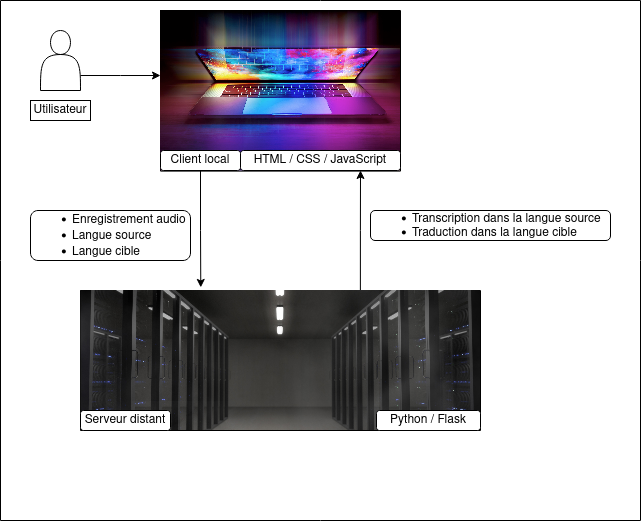 Utilisateur
Client local
HTML / CSS / JavaScript
Enregistrement audio
Langue source
Langue cible
Transcription dans la langue source
Traduction dans la langue cible
Serveur distant
Python / Flask